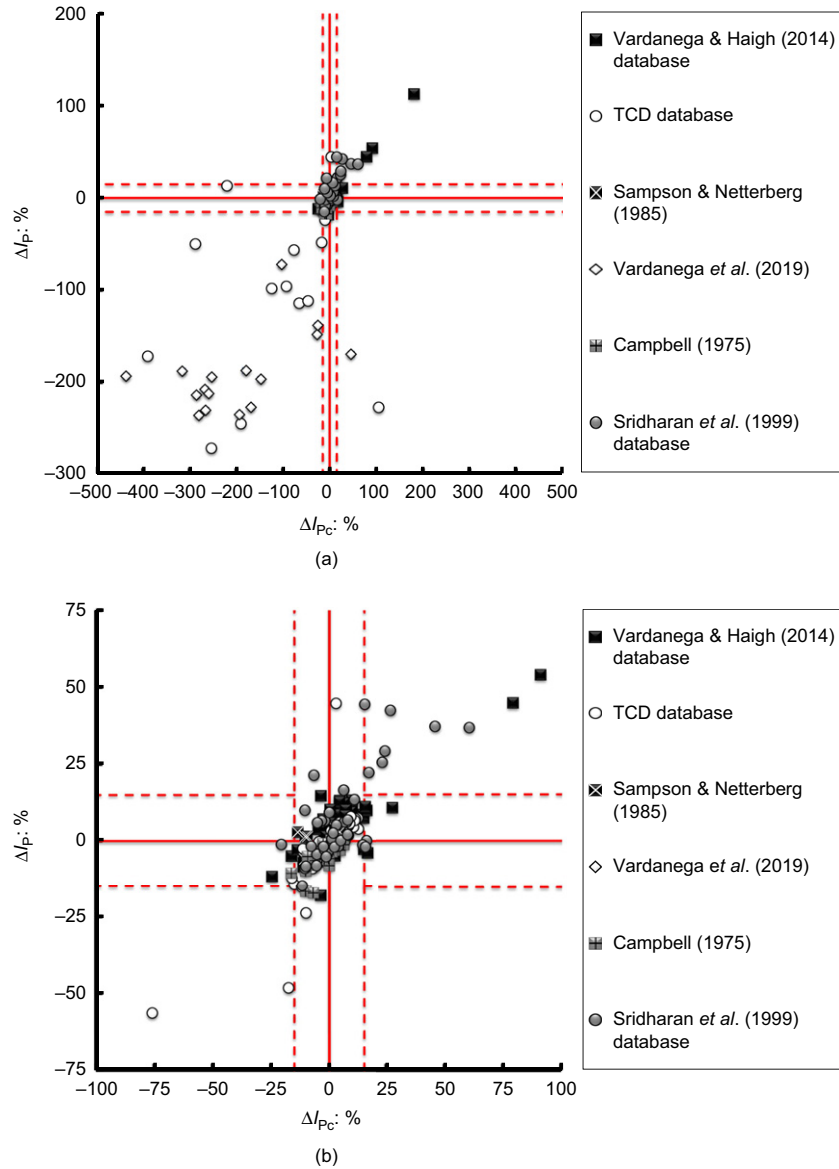 200
100
0
–100
–200
–300
ΔIP: %
–500 –400 –300 –200 –100 0 100 200 300 400 500
ΔIPc: %
(a)
Vardanega & Haigh (2014)
database
TCD database
Sampson & Netterberg
(1985)
Vardanega et al. (2019)
Campbell (1975)
Sridharan et al. (1999)
database
75
50
25
0
–25
–50
–75
ΔIP: %
–100 –75 –50 –25 0 25 50 75 100
ΔIPc: %
(b)
Vardanega & Haigh (2014)
database
TCD database
Sampson & Netterberg
(1985)
Vardanega et al. (2019)
Campbell (1975)
Sridharan et al. (1999)
database